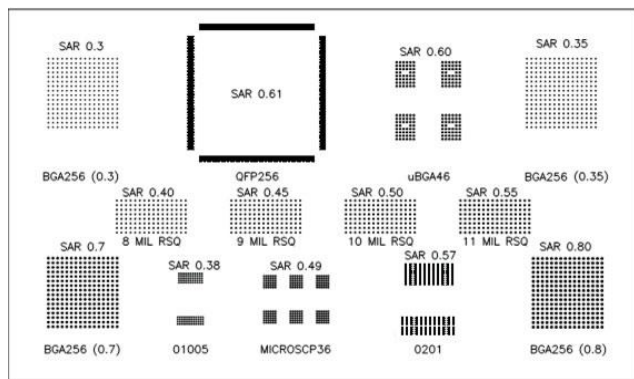 SAR 0.3
SAR 0.61
SAR 0.60
SAR 0.35
BGA256 (0.3)
QFP256
uBGA46
BGA256 (0.35)
SAR 0.40
SAR 0.45
SAR 0.50
SAR 0.55
8 MIL RSQ
9 MIL RSQ
10 MIL RSQ
11 MIL RSQ
SAR 0.7
SAR 0.38
SAR 0.49
SAR 0.57
SAR 0.80
BGA256 (0.7)
01005
MICROSCP36
0201
BGA256 (0.8)